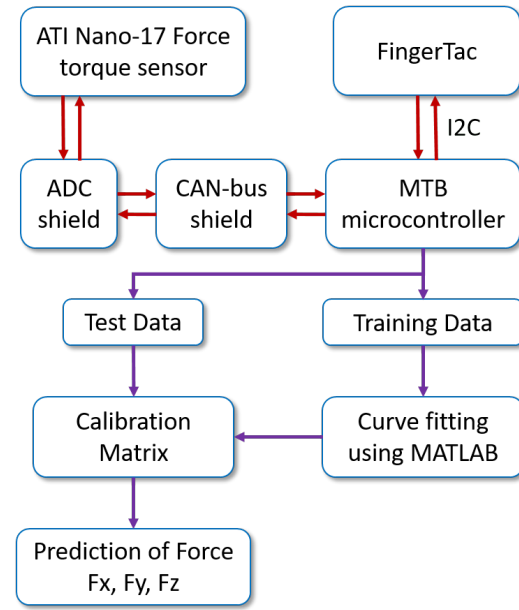 ATI Nano-17 Force
torque sensor
FingerTac
I2C
ADC
shield
CAN-bus
shield
MTB
microcontroller
Test Data
Training Data
Calibration
Matrix
Curve fitting
using MATLAB
Prediction of Force
Fx, Fy, Fz